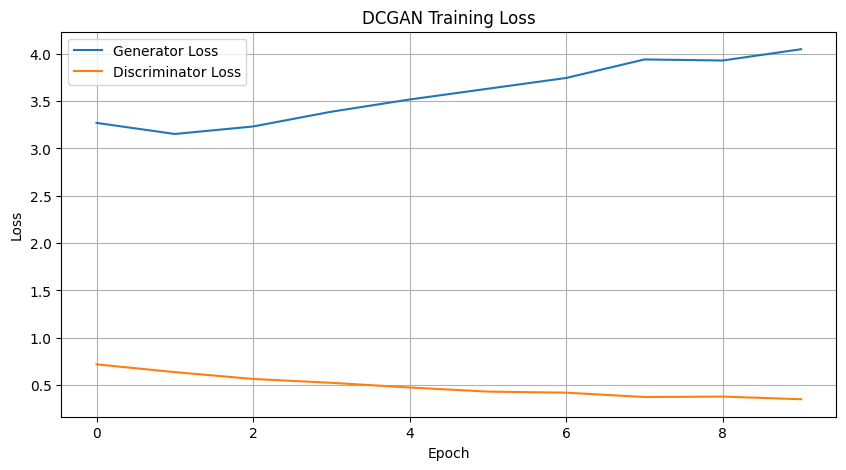 DCGAN Training Loss
Generator Loss
Discriminator Loss
4.0
3.5
3.0
2.5
2.0
1.5
1.0
0.5
Loss
0 2 4 6 8
Epoch